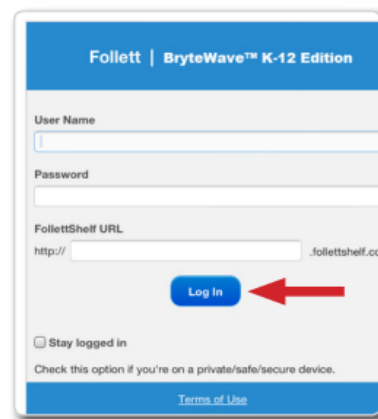 Follett | BryteWave™ K-12 Edition
User Name
Password
FollettShelf URL
http:// .follettshelf.co
Log In
Stay logged in
Check this option if you're on a private/safe/secure device.
Terms of Use